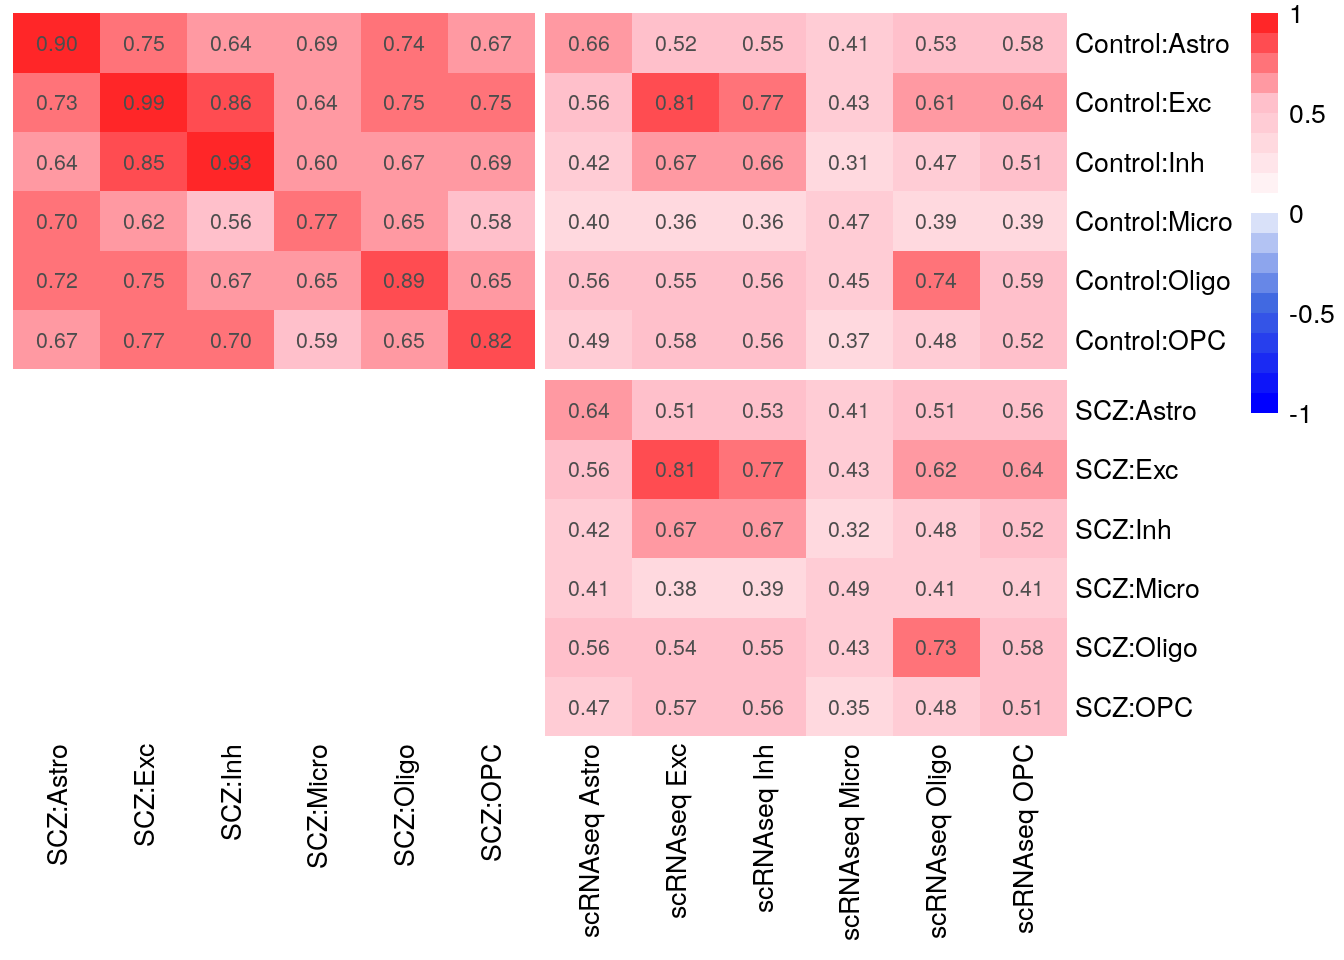 0.90 0.75 0.64 0.69 0.74 0.67 0.66 0.52 0.55 0.41 0.53 0.58 Control:Astro
0.73 0.99 0.86 0.64 0.75 0.75 0.56 0.81 0.77 0.43 0.61 0.64 Control:Exc
0.64 0.85 0.93 0.60 0.67 0.69 0.42 0.67 0.66 0.31 0.47 0.51 Control:Inh
0.70 0.62 0.56 0.77 0.65 0.58 0.40 0.36 0.36 0.47 0.39 0.39 Control:Micro
0.72 0.75 0.67 0.65 0.89 0.65 0.56 0.55 0.56 0.45 0.74 0.59 Control:Oligo
0.67 0.77 0.70 0.59 0.65 0.82 0.49 0.58 0.56 0.37 0.48 0.52 Control:OPC
0.64 0.51 0.53 0.41 0.51 0.56 SCZ:Astro
0.56 0.81 0.77 0.43 0.62 0.64 SCZ:Exc
0.42 0.67 0.67 0.32 0.48 0.52 SCZ:Inh
0.41 0.38 0.39 0.49 0.41 0.41 SCZ:Micro
0.56 0.54 0.55 0.43 0.73 0.58 SCZ:Oligo
0.47 0.57 0.56 0.35 0.48 0.51 SCZ:OPC
SCZ:Astro
SCZ:Exc
SCZ:Inh
SCZ:Micro
SCZ:Oligo
SCZ:OPC
scRNAseq Astro
scRNAseq Exc
scRNAseq Inh
scRNAseq Micro
scRNAseq Oligo
scRNAseq OPC
1
0.5
0
-0.5
-1